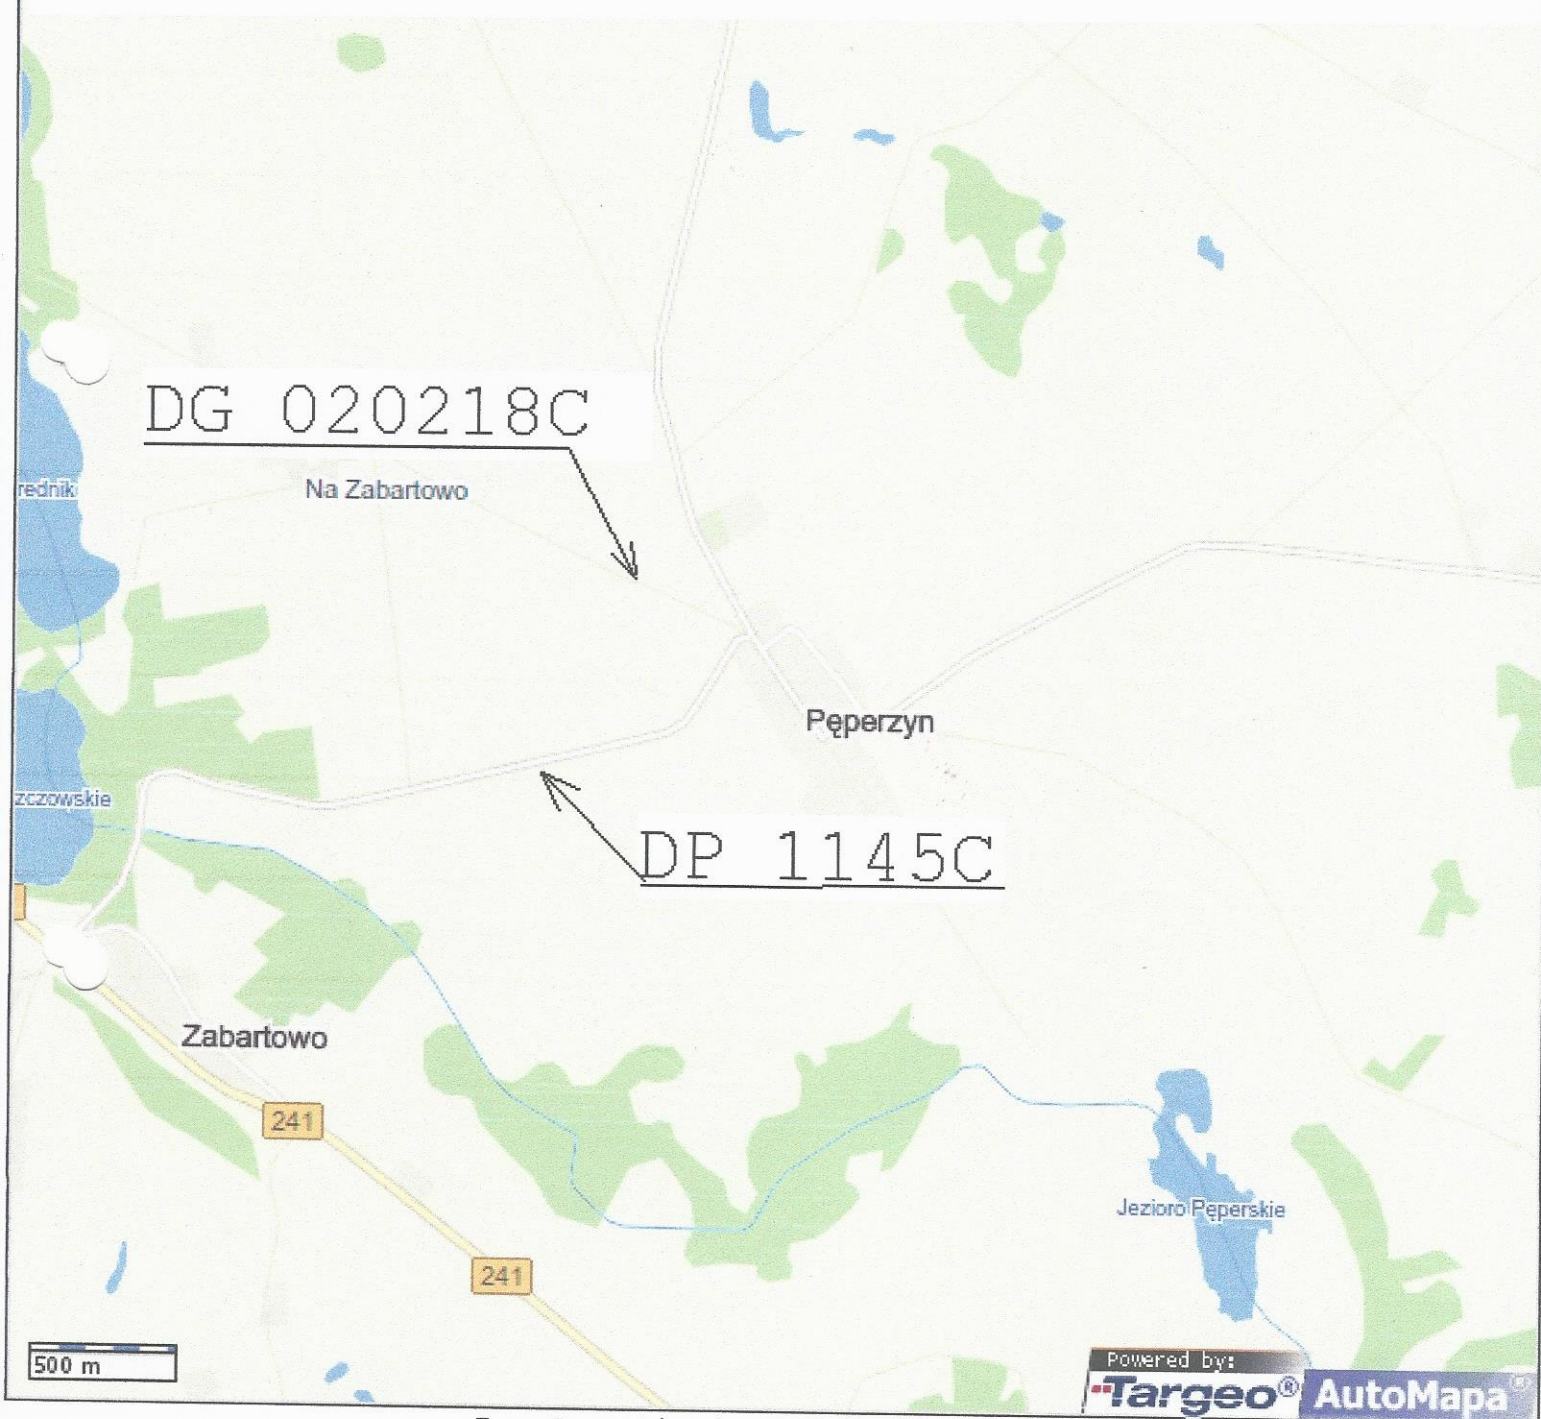 DG 020218C
rednik
Na Zabartowo
Pęperzyn
zczowskie
DP 1145C
Zabartowo
241
Jezioro Pęperskie
241
500 m
Powered by:
Targeo® AutoMapa®